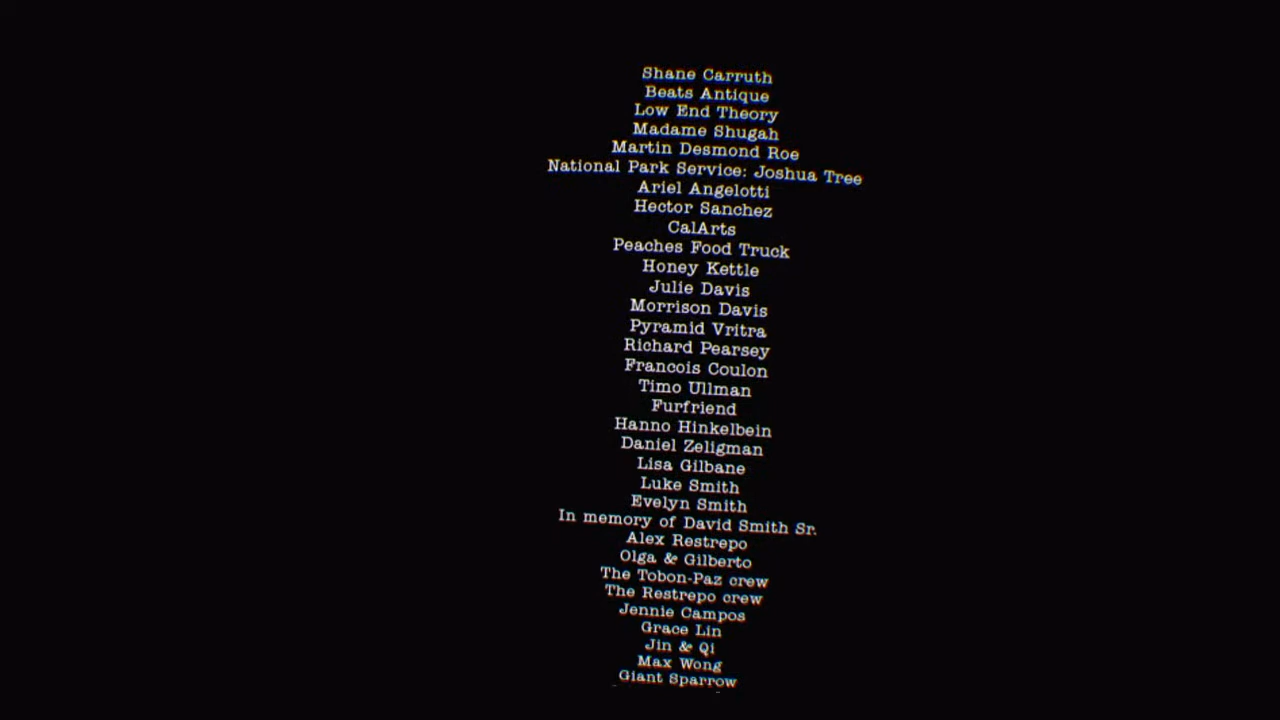 Shane Carruth
Beats Antique
Low End Theory
Madame Shugah
Martin Desmond Roe
National Park Service: Joshua Tree
Ariel Angelotti
Hector Sanchez
CalArts
Peaches Food Truck
Honey Kettle
Julie Davis
Morrison Davis
Pyramid Vritra
Richard Pearsey
Francois Coulon
Timo Ullman
Furfriend
Hanno Hinkelbein
Daniel Zeligman
Lisa Gilbane
Luke Smith
Evelyn Smith
In memory of David Smith Sr.
Alex Restrepo
Olga & Gilberto
The Tobon-Paz crew
The Restrepo crew
Jennie Campos
Grace Lin
Jin & Qi
Max Wong
Giant Sparrow